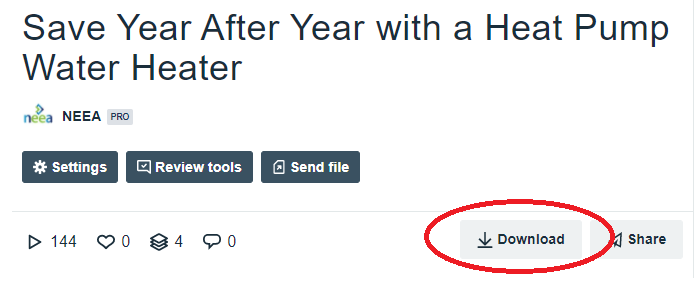 Save Year After Year with a Heat Pump
Water Heater
neea NEEA PRO
Settings Review tools Send file
144 0 4 0 Download Share